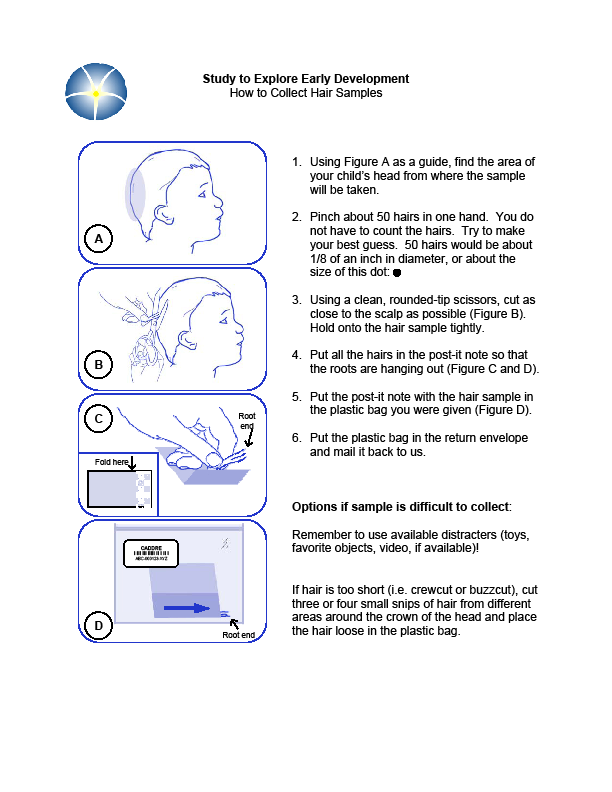 Study to Explore Early Development
How to Collect Hair Samples
A
B
C
Root
end
Fold here
CADDRE
ABC-000123-XYZ
D
Root end
1. Using Figure A as a guide, find the area of
your child's head from where the sample
will be taken.
2. Pinch about 50 hairs in one hand. You do
not have to count the hairs. Try to make
your best guess. 50 hairs would be about
1/8 of an inch in diameter, or about the
size of this dot:
3. Using a clean, rounded-tip scissors, cut as
close to the scalp as possible (Figure B).
Hold onto the hair sample tightly.
4. Put all the hairs in the post-it note so that
the roots are hanging out (Figure C and D).
5. Put the post-it note with the hair sample in
the plastic bag you were given (Figure D).
6. Put the plastic bag in the return envelope
and mail it back to us.
Options if sample is difficult to collect:
Remember to use available distracters (toys,
favorite objects, video, if available)!
If hair is too short (i.e. crewcut or buzzcut), cut
three or four small snips of hair from different
areas around the crown of the head and place
the hair loose in the plastic bag.